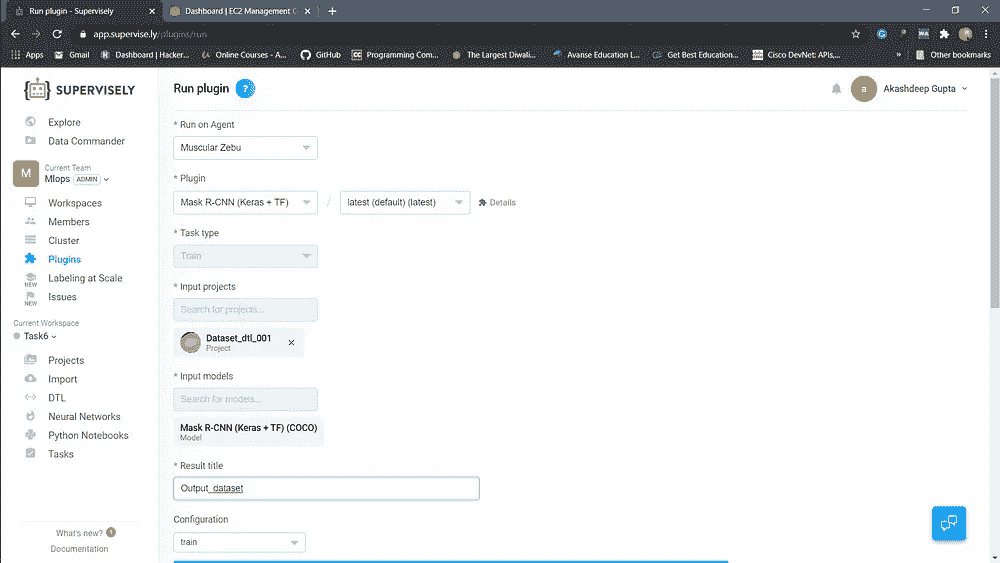 Run plugin - Supervisely
Dashboard | EC2 Management C
app.supervise.ly/plugins/run
Apps
Gmail
Dashboard | Hacker...
Online Courses - A...
GitHub
Programming Com...
The Largest Diwali...
Avanse Education L...
Get Best Education...
Cisco DevNet: APIs,...
»
Other bookmarks
SUPERVISELY
Explore
Data Commander
M
Current Team
Mlops ADMIN
Workspaces
Members
Cluster
Plugins
Labeling at Scale
NEW
Issues
NEW
Current Workspace
Task6
Projects
Import
DTL
Neural Networks
Python Notebooks
Tasks
What's new? 1
Documentation
Run plugin ?
a
Akashdeep Gupta
* Run on Agent
Muscular Zebu
* Plugin
Mask R-CNN (Keras + TF) / latest (default) (latest) Details
* Task type
Train
* Input projects
Search for projects...
Dataset_dtl_001
Project
* Input models
Search for models...
Mask R-CNN (Keras + TF) (COCO)
Model
* Result title
Output_dataset
Configuration
train